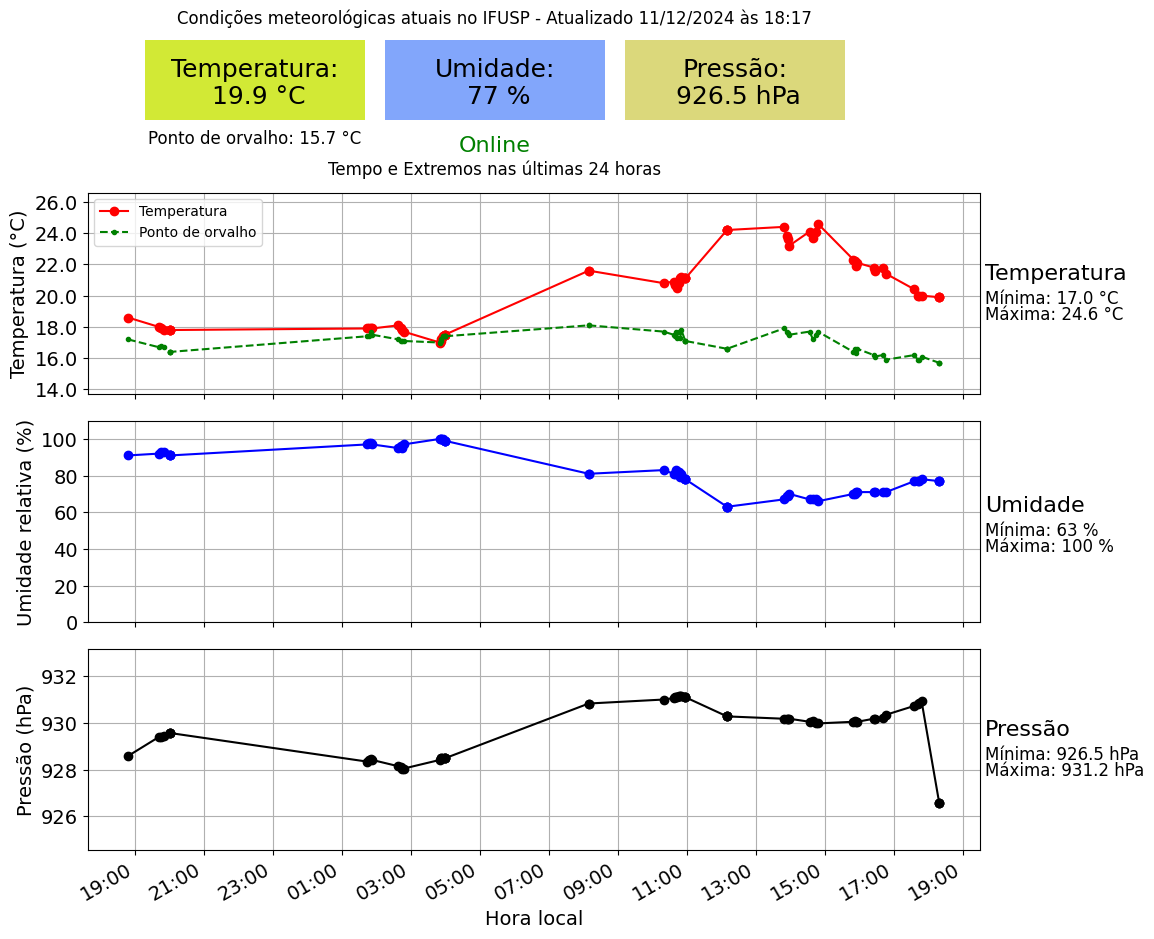 Condições meteorológicas atuais no IFUSP - Atualizado 11/12/2024 às 18:17
Temperatura:
19.9 °C
Umidade:
77 %
Pressão:
926.5 hPa
Ponto de orvalho: 15.7 °C
Online
Tempo e Extremos nas últimas 24 horas
Temperatura (°C)
26.0
24.0
22.0
20.0
18.0
16.0
14.0
Temperatura
Ponto de orvalho
Temperatura
Mínima: 17.0 °C
Máxima: 24.6 °C
Umidade relativa (%)
100
80
60
40
20
0
Umidade
Mínima: 63 %
Máxima: 100 %
Pressão (hPa)
932
930
928
926
Pressão
Mínima: 926.5 hPa
Máxima: 931.2 hPa
19:00
21:00
23:00
01:00
03:00
05:00
07:00
09:00
11:00
13:00
15:00
17:00
19:00
Hora local